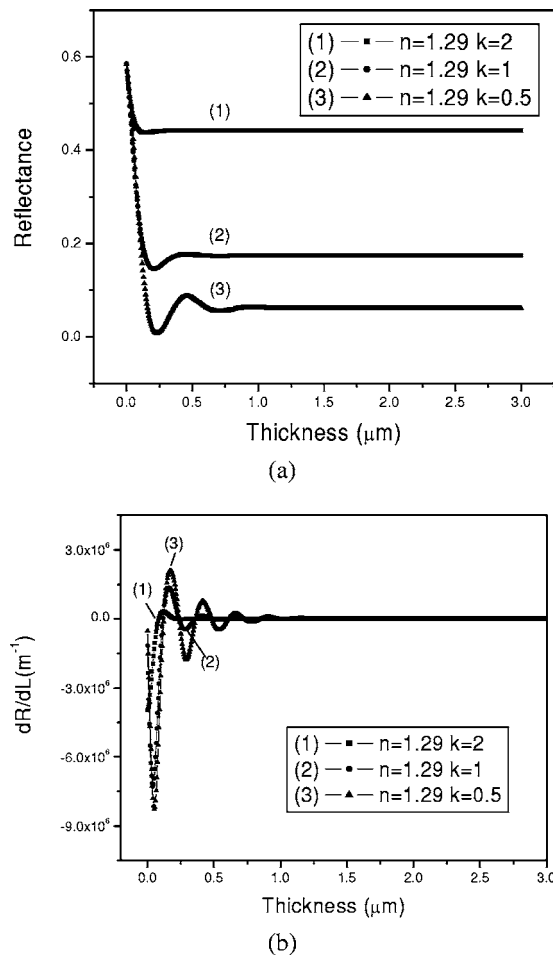 0.6
0.4
0.2
0.0
Reflectance
(1) n=1.29 k=2
(2) n=1.29 k=1
(3) n=1.29 k=0.5
(1)
(2)
(3)
0.0 0.5 1.0 1.5 2.0 2.5 3.0
Thickness (μm)
(a)
3.0x10⁶
0.0
-3.0x10⁶
-6.0x10⁶
-9.0x10⁶
dR/dL(m⁻¹)
(3)
(1)
(2)
(1) n=1.29 k=2
(2) n=1.29 k=1
(3) n=1.29 k=0.5
0.0 0.5 1.0 1.5 2.0 2.5 3.0
Thickness (μm)
(b)